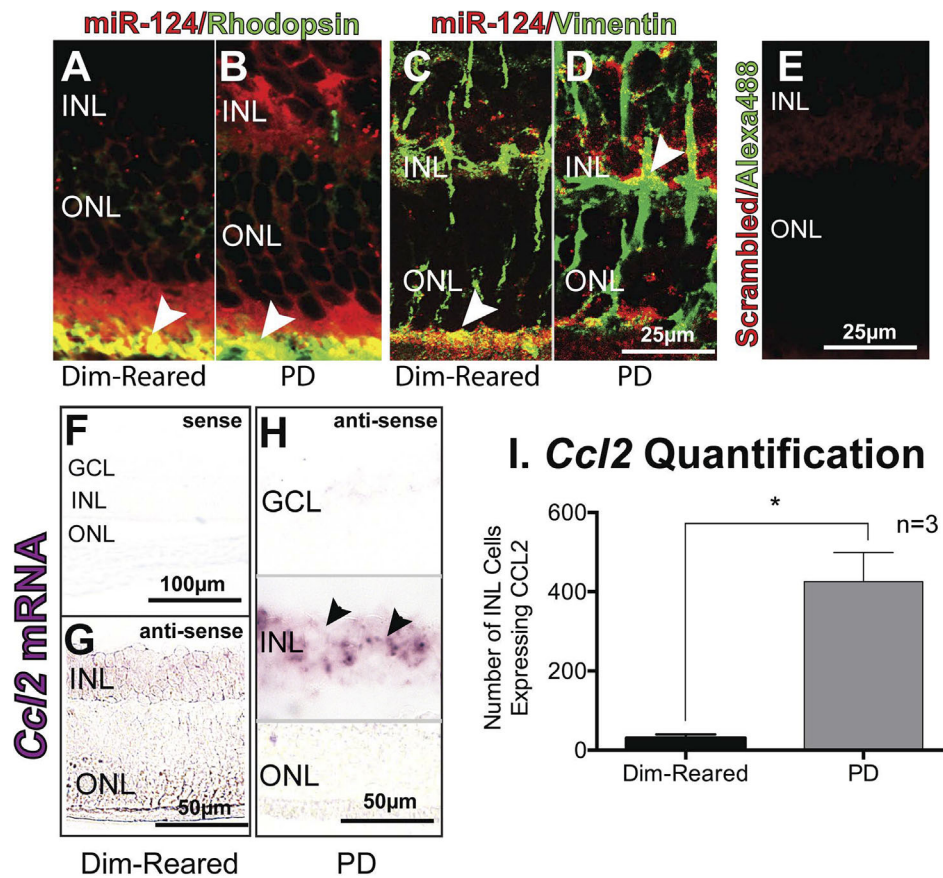 miR-124/Rhodopsin
miR-124/Vimentin
A
INL
ONL
Dim-Reared
B
INL
ONL
PD
C
INL
ONL
Dim-Reared
D
INL
ONL
25µm
PD
Scrambled/Alexa488
E
INL
ONL
25µm
Ccl2 mRNA
F
sense
GCL
INL
ONL
100µm
G
anti-sense
INL
ONL
50µm
Dim-Reared
H
anti-sense
GCL
INL
ONL
50µm
PD
I. Ccl2 Quantification
Number of INL Cells
Expressing CCL2
600
400
200
0
*
n=3
Dim-Reared
PD